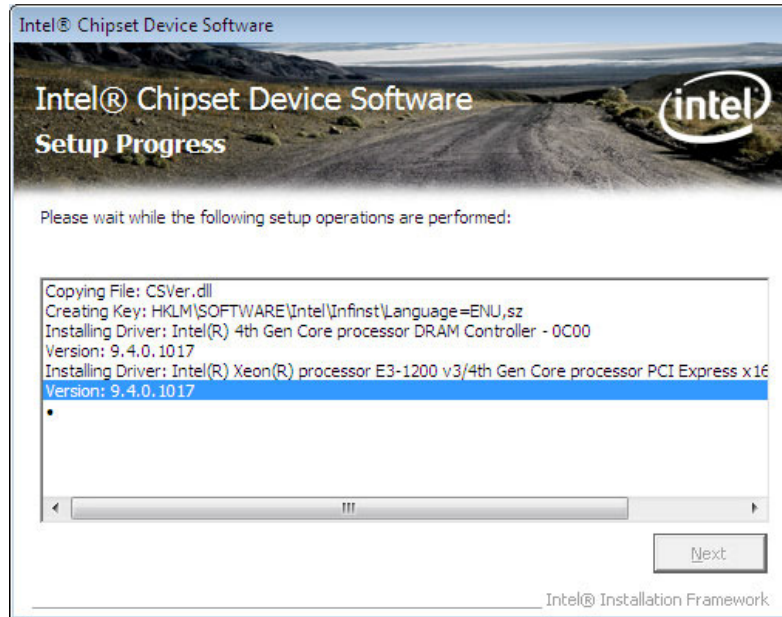 Intel® Chipset Device Software
Intel® Chipset Device Software
intel
Setup Progress
Please wait while the following setup operations are performed:
Copying File: CSVer.dll
Creating Key: HKLM\SOFTWARE\Intel\Infinst\Language=ENU,sz
Installing Driver: Intel(R) 4th Gen Core processor DRAM Controller - 0C00
Version: 9.4.0.1017
Installing Driver: Intel(R) Xeon(R) processor E3-1200 v3/4th Gen Core processor PCI Express x16
Version: 9.4.0.1017
Next
Intel® Installation Framework